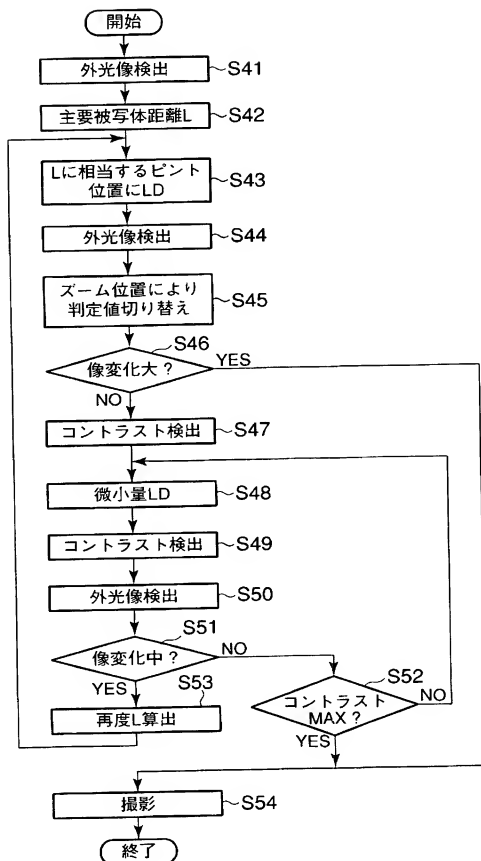 開始
外光像検出
S41
主要被写体距離L
S42
Lに相当するピント
位置にLD
S43
外光像検出
S44
ズーム位置により
判定値切り替え
S45
S46
像変化大？
YES
NO
コントラスト検出
S47
微小量LD
S48
コントラスト検出
S49
外光像検出
S50
S51
像変化中？
NO
YES
S52
コントラスト
MAX？
NO
YES
S53
再度L算出
撮影
S54
終了